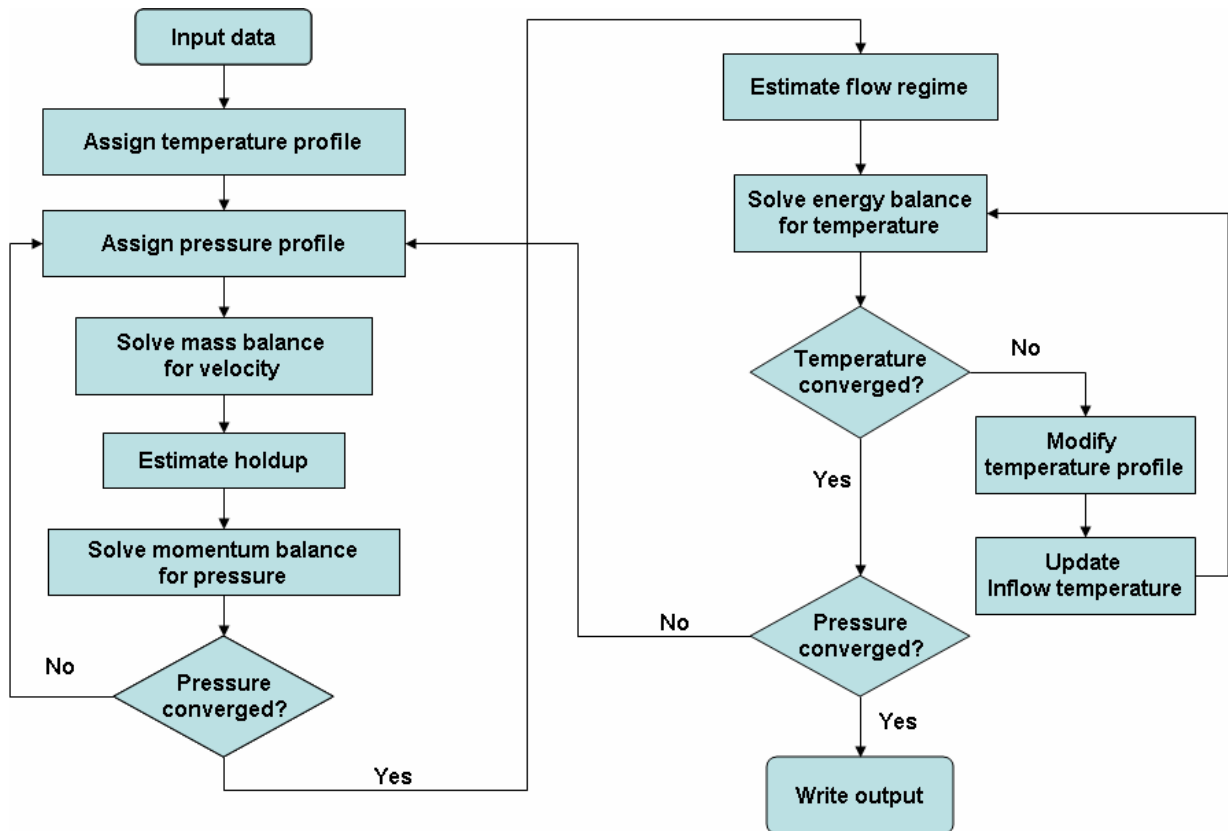 Input data
Assign temperature profile
Assign pressure profile
Solve mass balance
for velocity
Estimate holdup
Solve momentum balance
for pressure
No
Pressure
converged?
Yes
Estimate flow regime
Solve energy balance
for temperature
Temperature
converged?
No
Modify
temperature profile
Update
Inflow temperature
Yes
Pressure
converged?
No
Yes
Write output